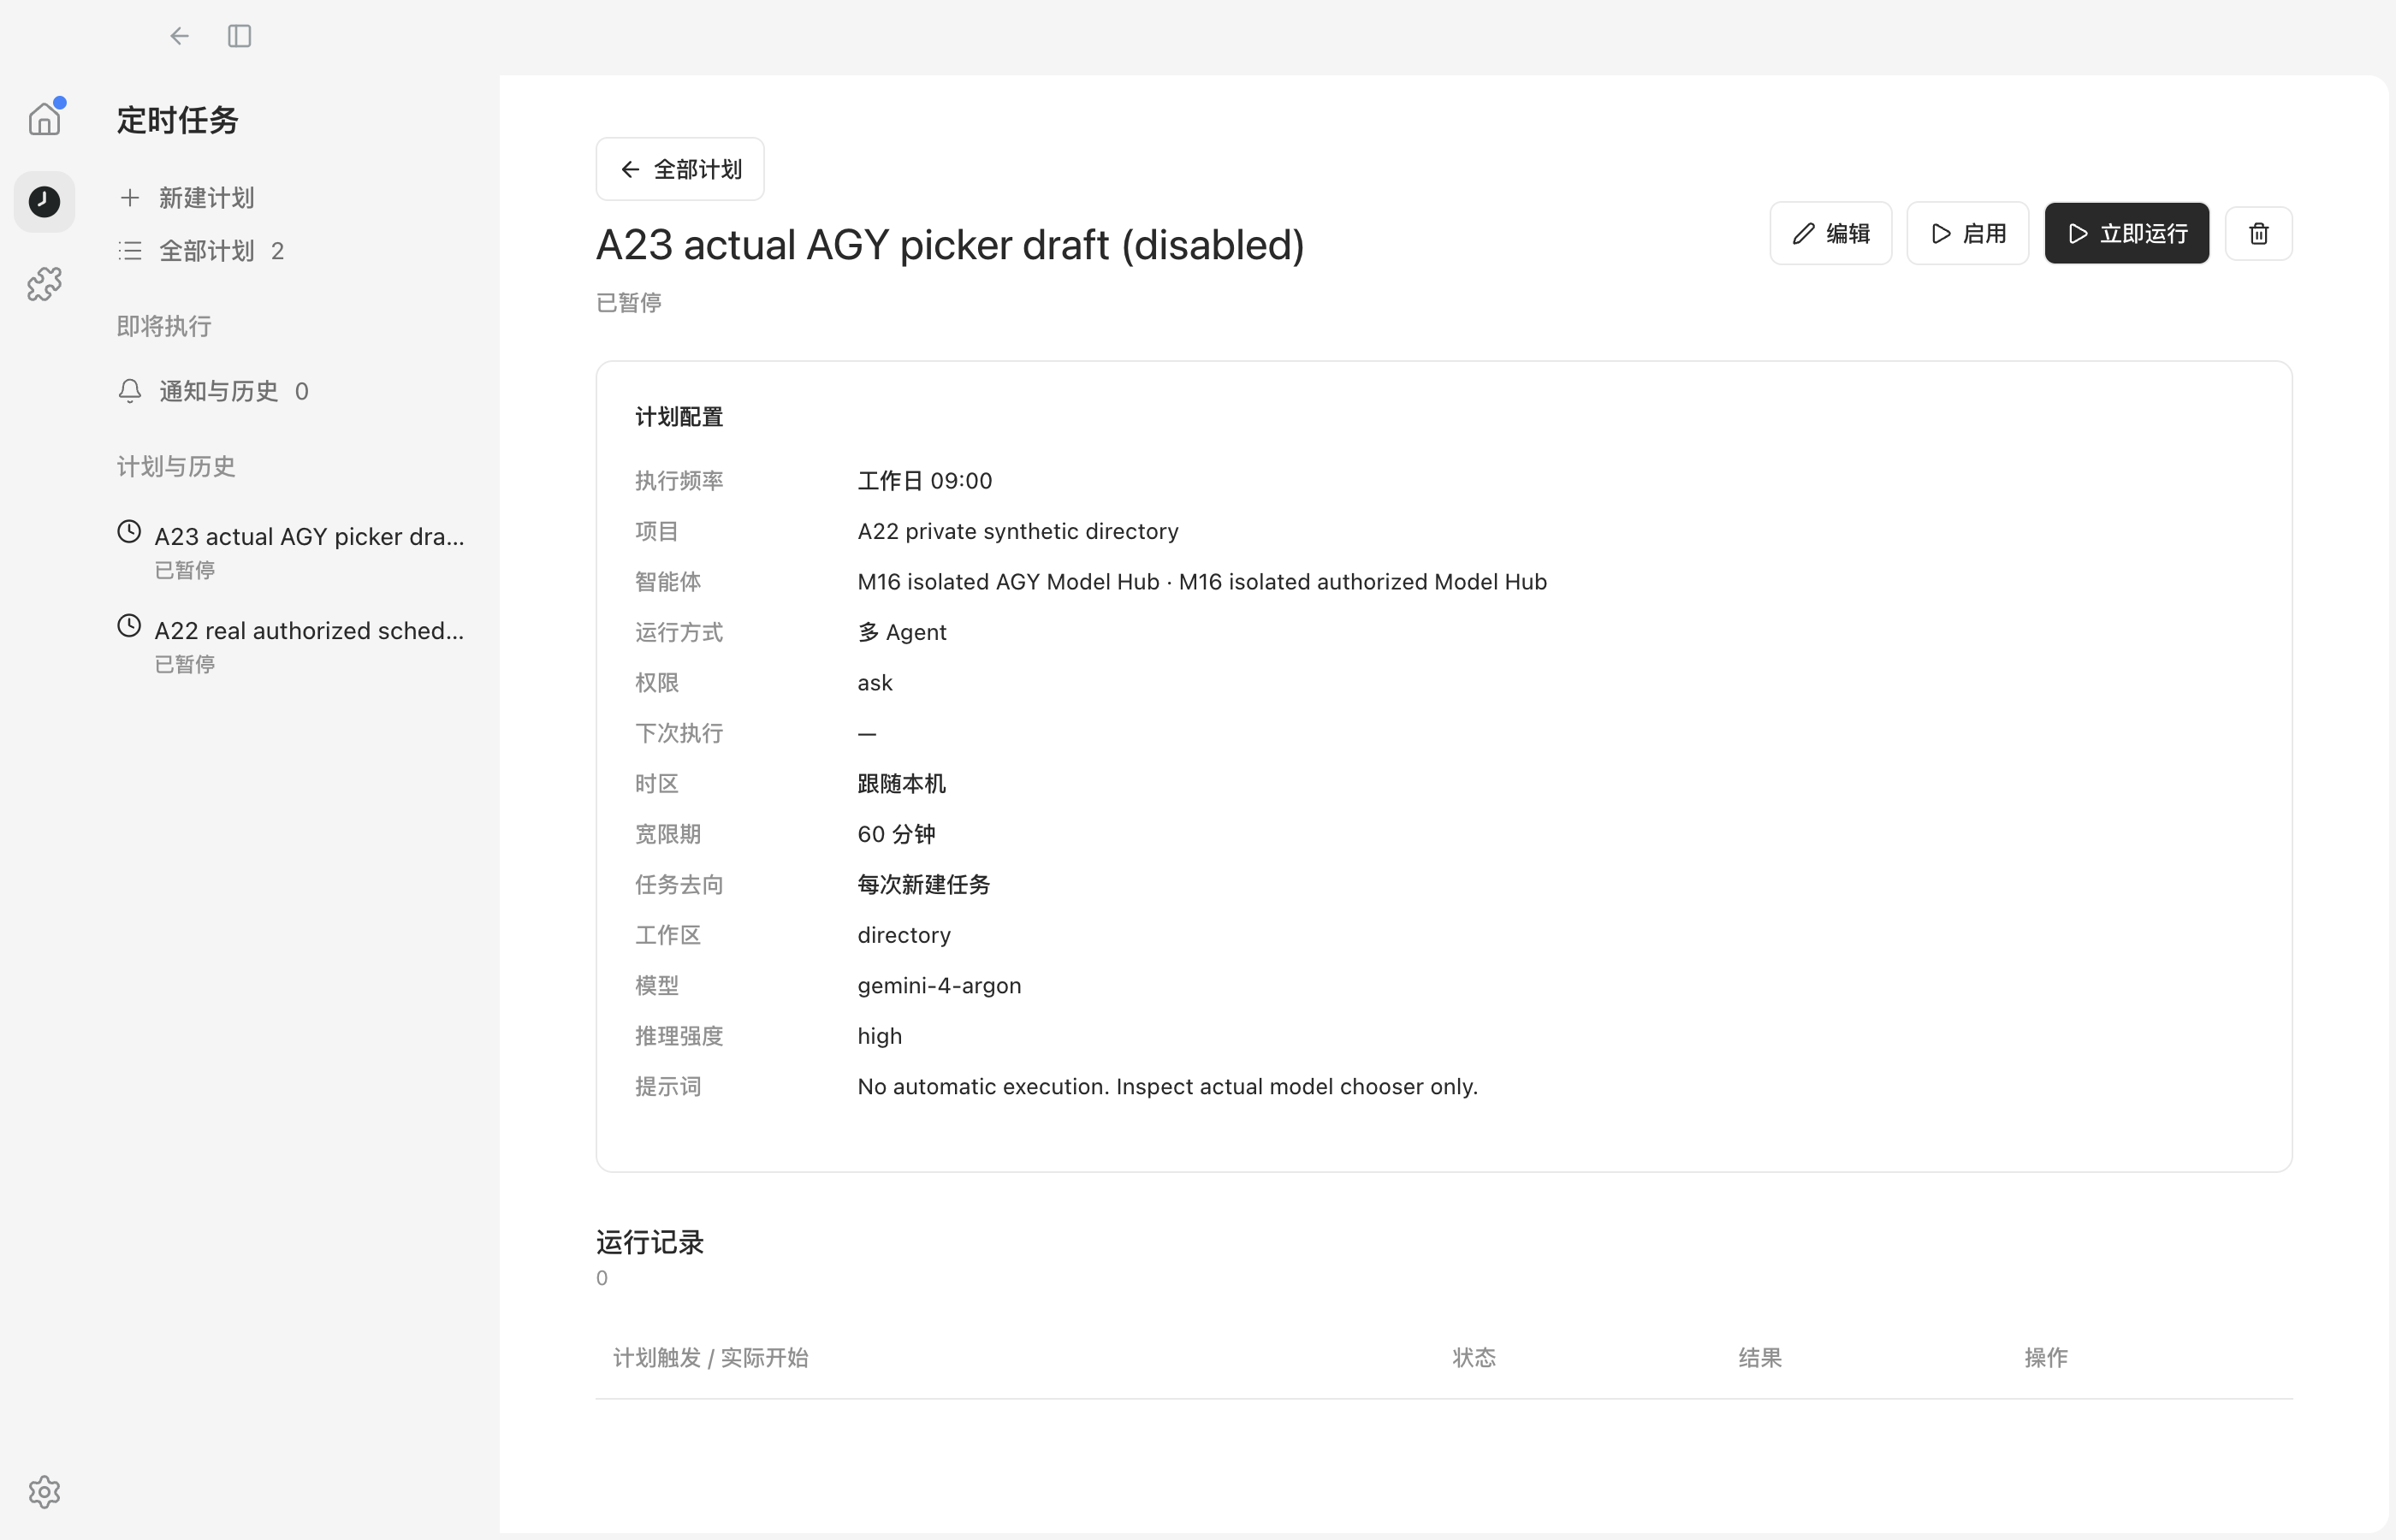 定时任务
新建计划
全部计划 2
即将执行
通知与历史 0
计划与历史
A23 actual AGY picker dra...
已暂停
A22 real authorized sched...
已暂停
全部计划
A23 actual AGY picker draft (disabled)
已暂停
编辑
启用
立即运行
计划配置
执行频率 工作日 09:00
项目 A22 private synthetic directory
智能体 M16 isolated AGY Model Hub · M16 isolated authorized Model Hub
运行方式 多 Agent
权限 ask
下次执行 —
时区 跟随本机
宽限期 60 分钟
任务去向 每次新建任务
工作区 directory
模型 gemini-4-argon
推理强度 high
提示词 No automatic execution. Inspect actual model chooser only.
运行记录
0
计划触发 / 实际开始 状态 结果 操作